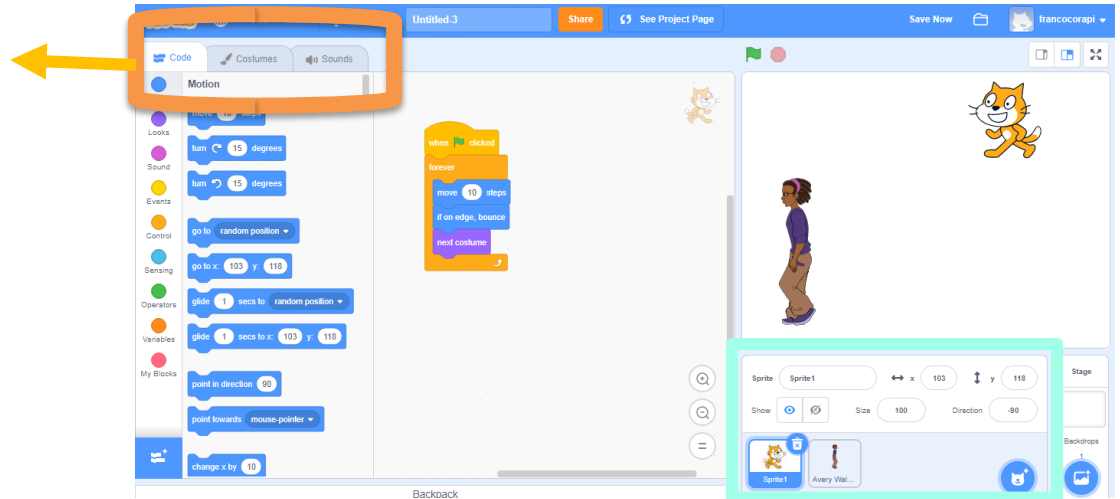 Untitled-3
Share
See Project Page
Save Now
francocorapi
Code
Costumes
Sounds
Motion
Looks
Sound
Events
Control
Sensing
Operators
Variables
My Blocks
move 10 steps
turn 15 degrees
turn 15 degrees
go to random position
go to x: 103 y: 118
glide 1 secs to random position
glide 1 secs to x: 103 y: 118
point in direction 90
point towards mouse-pointer
change x by 10
when clicked
forever
move 10 steps
if on edge, bounce
next costume
Backpack
Sprite Sprite1 x 103 y 118
Show Size 100 Direction -90
Sprite1
Avery Wal...
Stage
Backdrops
1